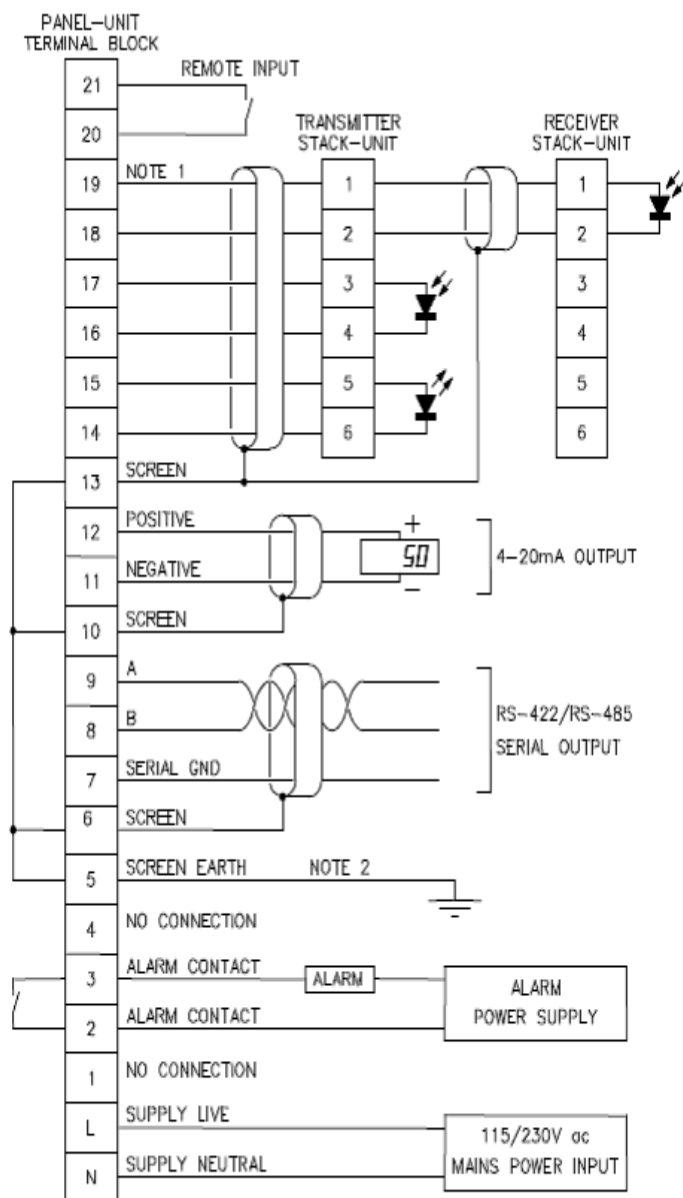 PANEL-UNIT
TERMINAL BLOCK
21
REMOTE INPUT
20
TRANSMITTER
STACK-UNIT
RECEIVER
STACK-UNIT
19 NOTE 1 1 1
18 2 2
17 3 3
16 4 4
15 5 5
14 6 6
13 SCREEN
12 POSITIVE +
50
4-20mA OUTPUT
11 NEGATIVE -
10 SCREEN
9 A
8 B
RS-422/RS-485
SERIAL OUTPUT
7 SERIAL GND
6 SCREEN
5 SCREEN EARTH NOTE 2
4 NO CONNECTION
3 ALARM CONTACT ALARM
ALARM
POWER SUPPLY
2 ALARM CONTACT
1 NO CONNECTION
L SUPPLY LIVE
115/230V ac
MAINS POWER INPUT
N SUPPLY NEUTRAL